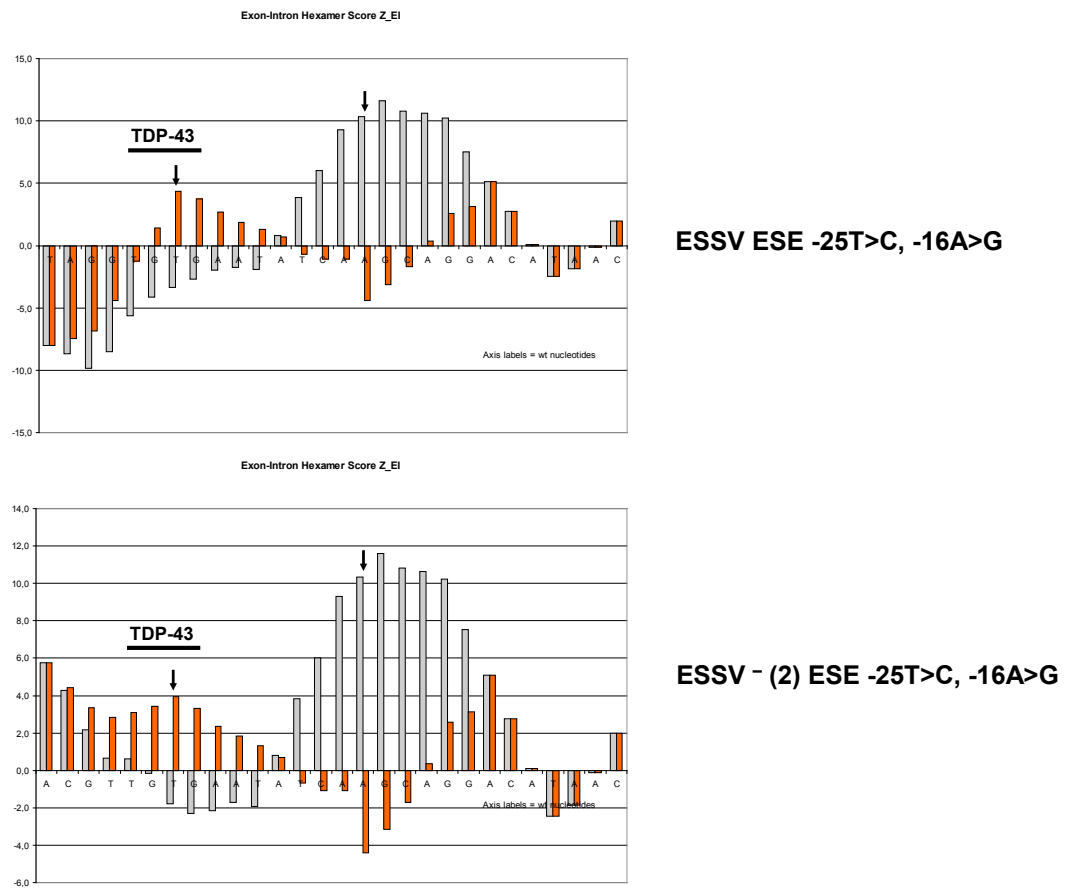 Exon-Intron Hexamer Score Z_EI
15,0
10,0
5,0
0,0
-5,0
-10,0
-15,0
TDP-43
T A G G T G T G A A T A T C A A G C A G G A C A T A A C
Axis labels = wt nucleotides
ESSV ESE -25T>C, -16A>G
Exon-Intron Hexamer Score Z_EI
14,0
12,0
10,0
8,0
6,0
4,0
2,0
0,0
-2,0
-4,0
-6,0
TDP-43
A C G T T G T G A A T A T C A A G C A G G A C A T A A C
Axis labels = wt nucleotides
ESSV – (2) ESE -25T>C, -16A>G